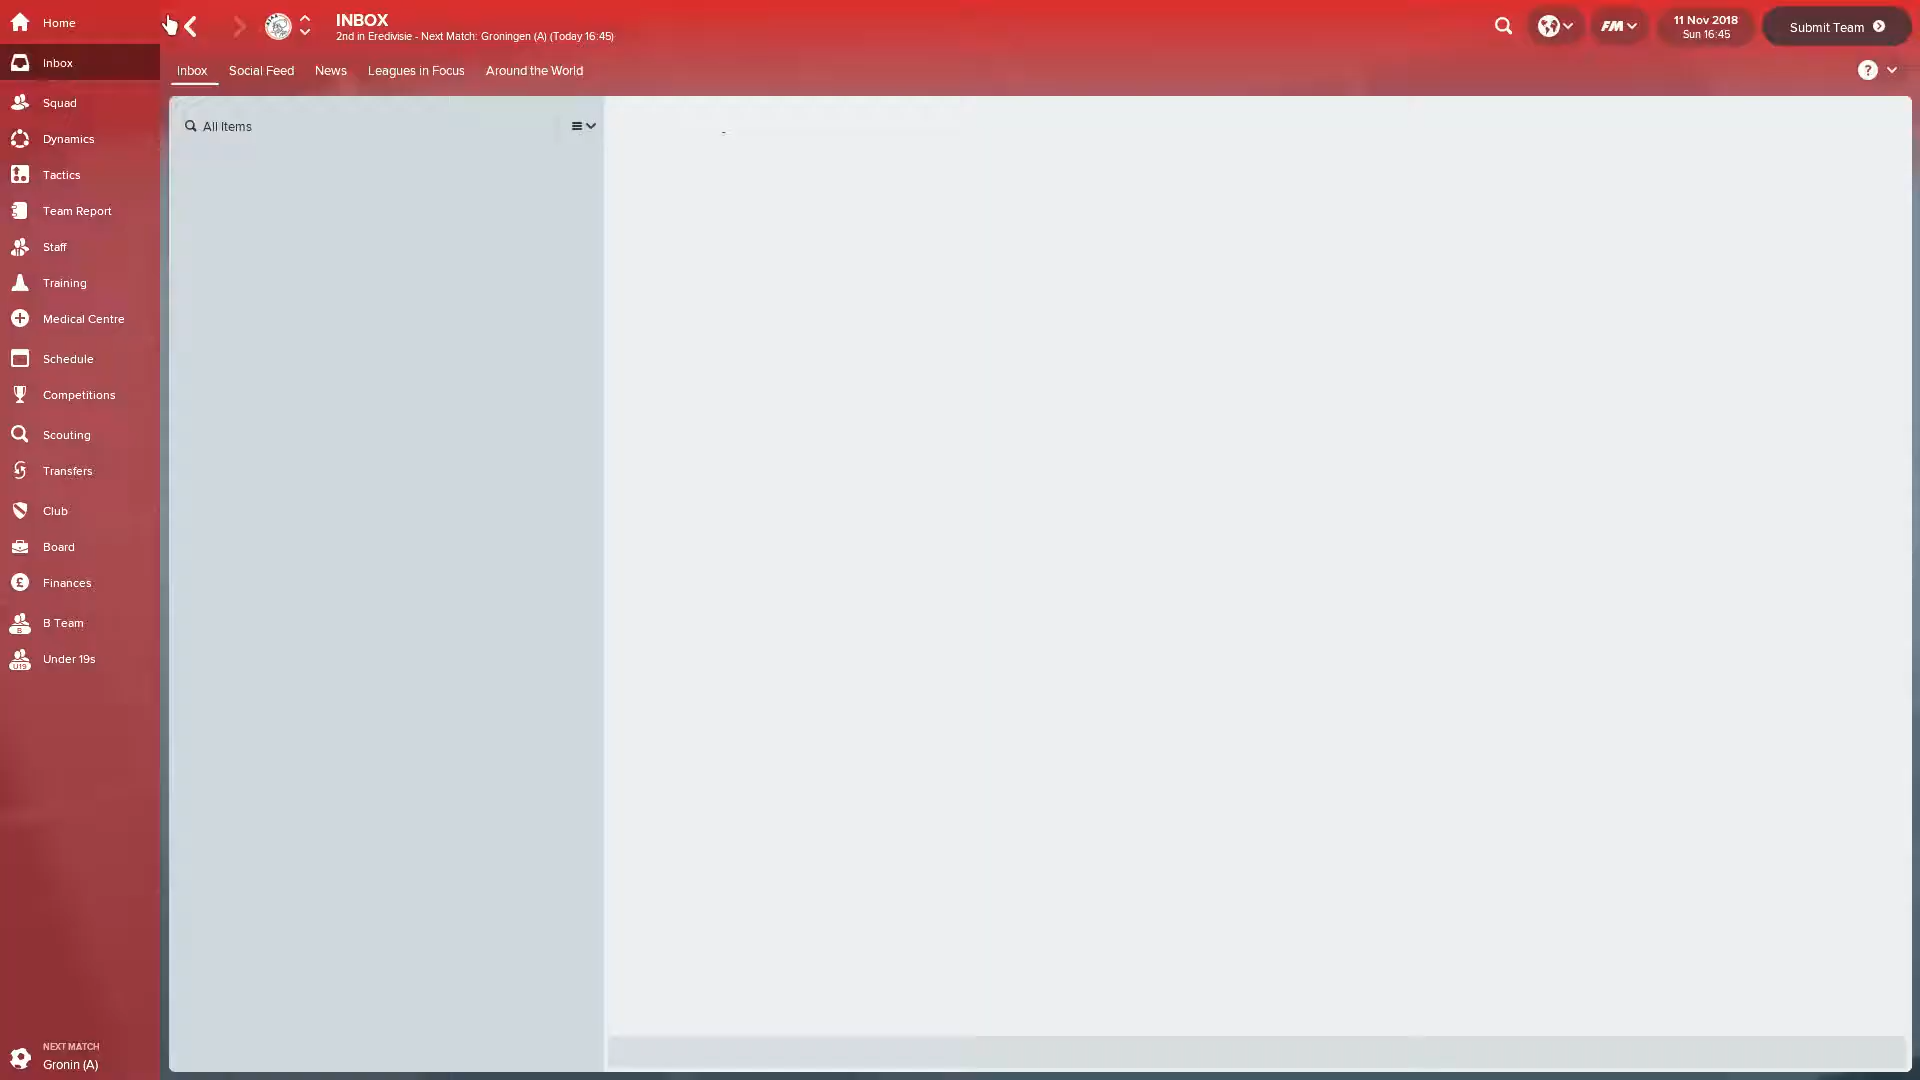 Home
Inbox
Squad
Dynamics
Tactics
Team Report
Staff
Training
Medical Centre
Schedule
Competitions
Scouting
Transfers
Club
Board
Finances
B
B Team
U19
Under 19s
NEXT MATCH
Gronin (A)
INBOX
2nd in Eredivisie - Next Match: Groningen (A) (Today 16:45)
FM
11 Nov 2018
Sun 16:45
Submit Team
Inbox Social Feed News Leagues in Focus Around the World
?
All Items
-